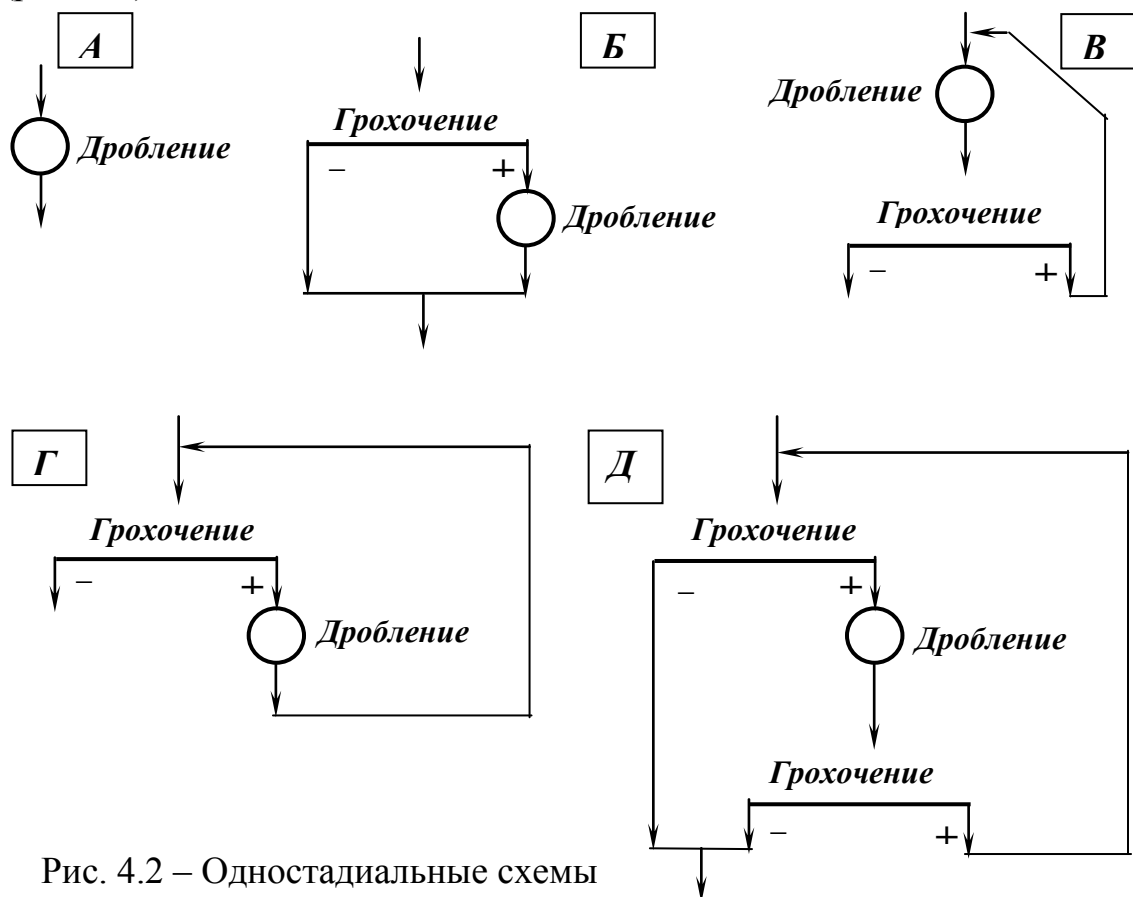 А
Дробление
Б
Грохочение
–
+
Дробление
В
Дробление
Грохочение
–
+
Г
Грохочение
–
+
Дробление
Д
Грохочение
–
+
Дробление
Грохочение
–
+
Рис. 4.2 – Одностадиальные схемы